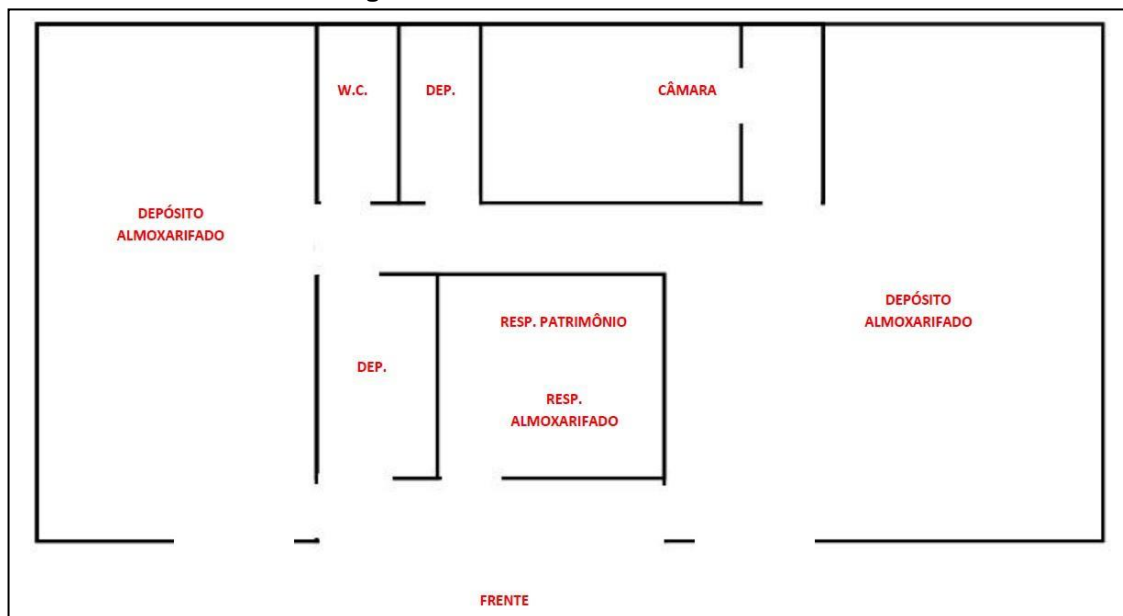 W.C.
DEP.
CÂMARA
DEPÓSITO
ALMOXARIFADO
DEPÓSITO
ALMOXARIFADO
RESP. PATRIMÔNIO
DEP.
RESP.
ALMOXARIFADO
FRENTE